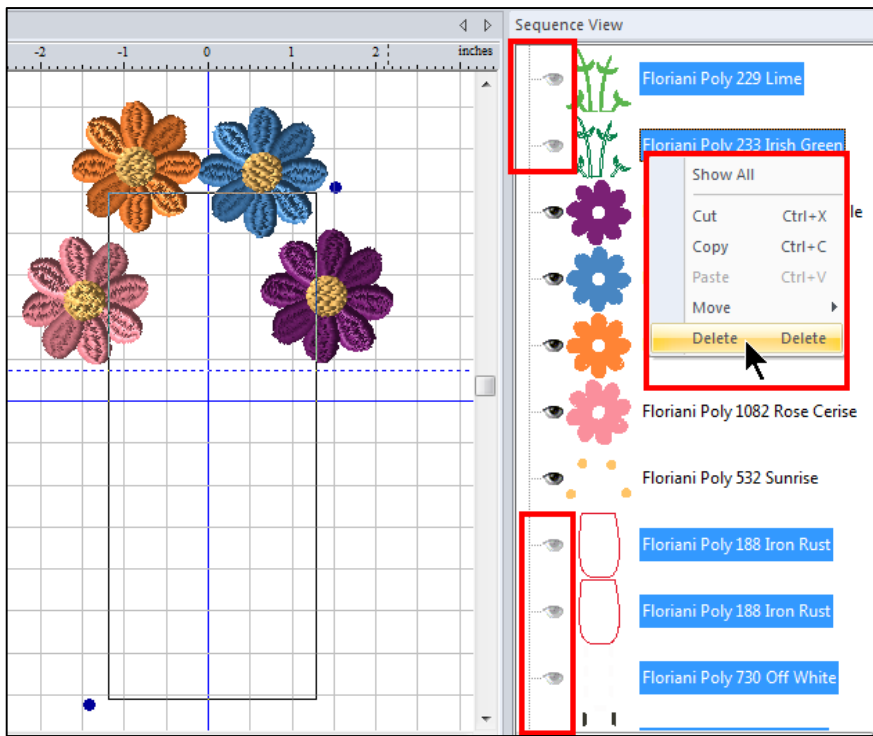 Sequence View
-2 -1 0 1 2 inches
Floriani Poly 229 Lime
Floriani Poly 233 Irish Green
Show All
Cut Ctrl+X
le
Copy Ctrl+C
Paste Ctrl+V
Move
Delete Delete
Floriani Poly 1082 Rose Cerise
Floriani Poly 532 Sunrise
Floriani Poly 188 Iron Rust
Floriani Poly 188 Iron Rust
Floriani Poly 730 Off White